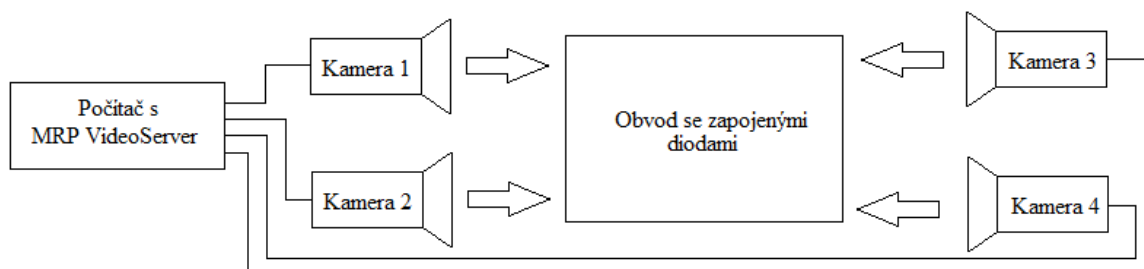 Počítač s
MRP VideoServer
Kamera 1
Kamera 2
Obvod se zapojenými
diodami
Kamera 3
Kamera 4